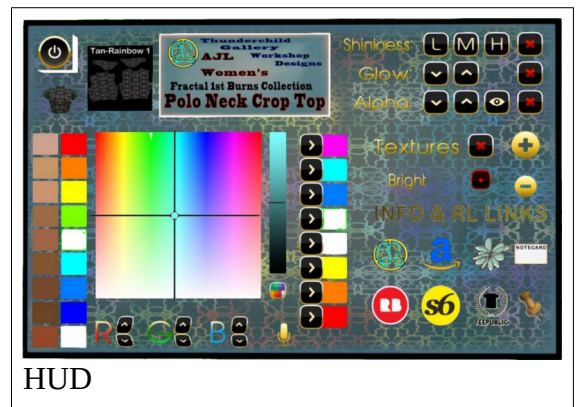 Tan-Rainbow 1
Thunderchild
Gallery
AJL Workshop
Designs
Women's
Fractal 1st Burns Collection
Polo Neck Crop Top
Shininess: L M H
Glow:
Alpha:
Textures
Bright
INFO & RL LINKS
a
NOTECARD
RB
s6
TEEPUBLIC
R G B
HUD